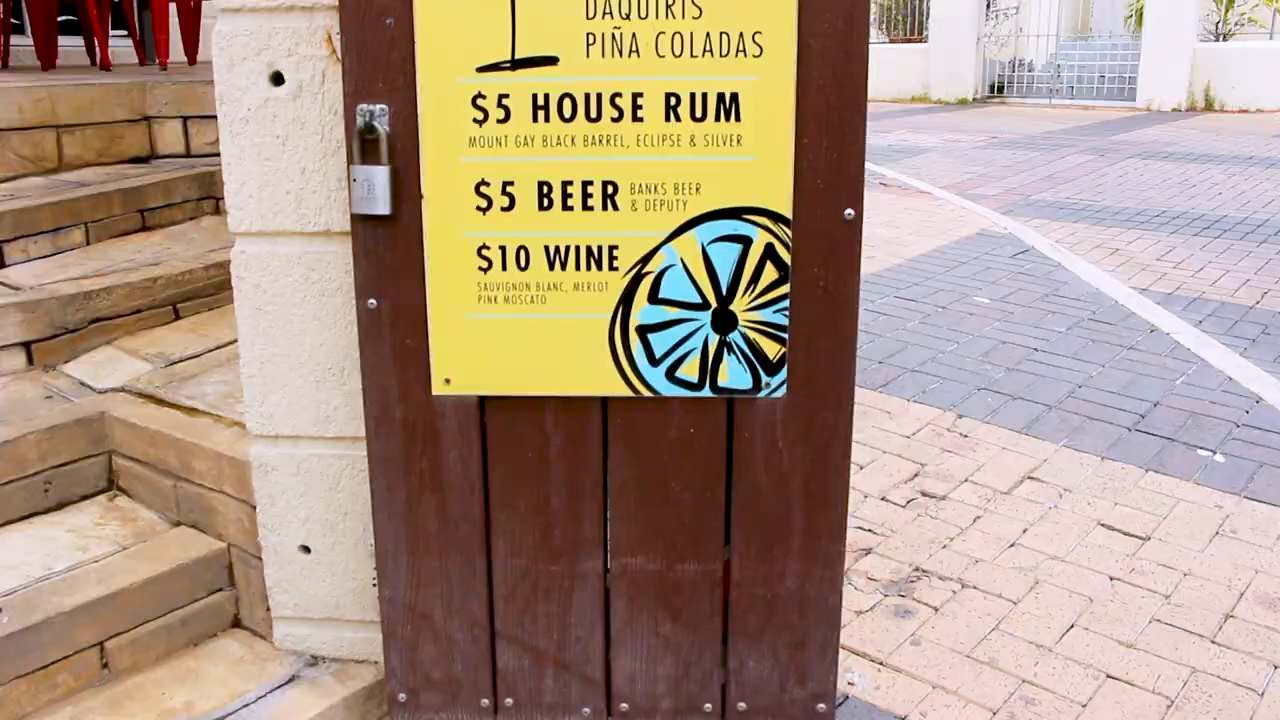 DAQUIRIS
PIÑA COLADAS
$5 HOUSE RUM
MOUNT GAY BLACK BARREL, ECLIPSE & SILVER
$5 BEER
BANKS BEER
& DEPUTY
$10 WINE
SAUVIGNON BLANC, MERLOT
PINK MOSCATO